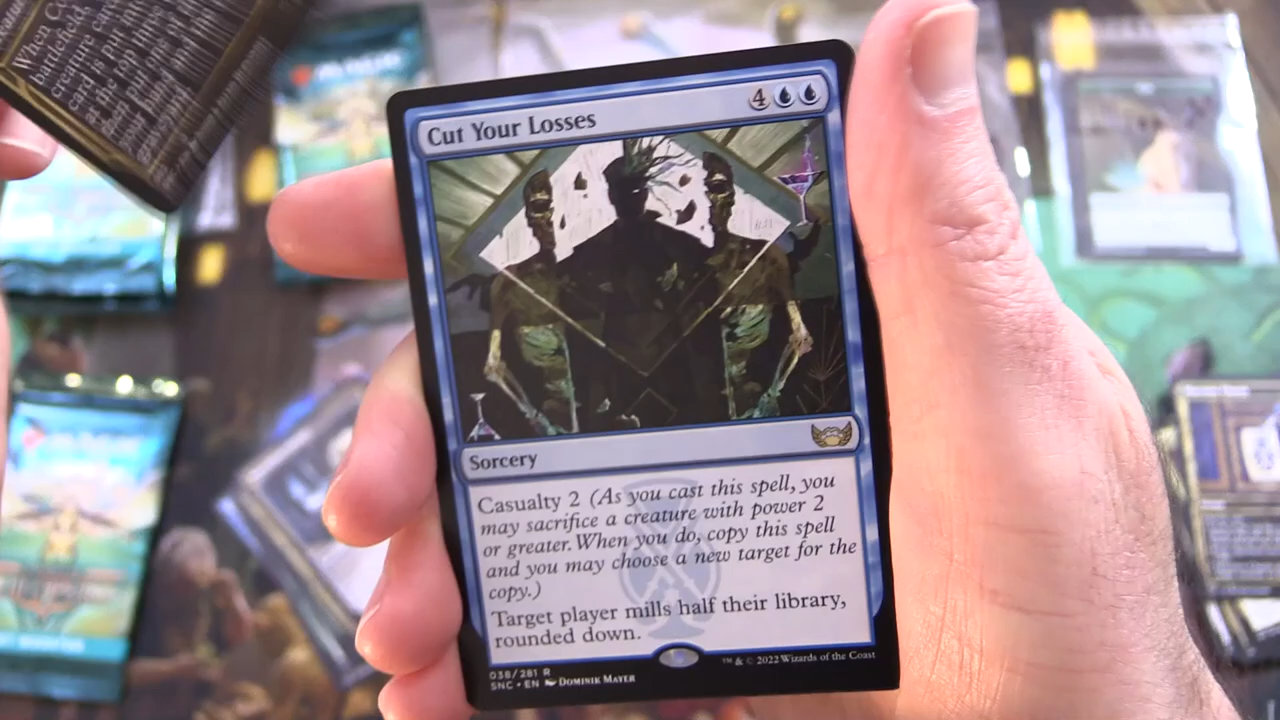 Cut Your Losses
4
Sorcery
Casualty 2 (As you cast this spell, you
may sacrifice a creature with power 2
or greater. When you do, copy this spell
and you may choose a new target for the
copy.)
Target player mills half their library,
rounded down.
038/281 R
SNC • EN DOMINIK MAYER
™ & © 2022 Wizards of the Coast
When
creature
card